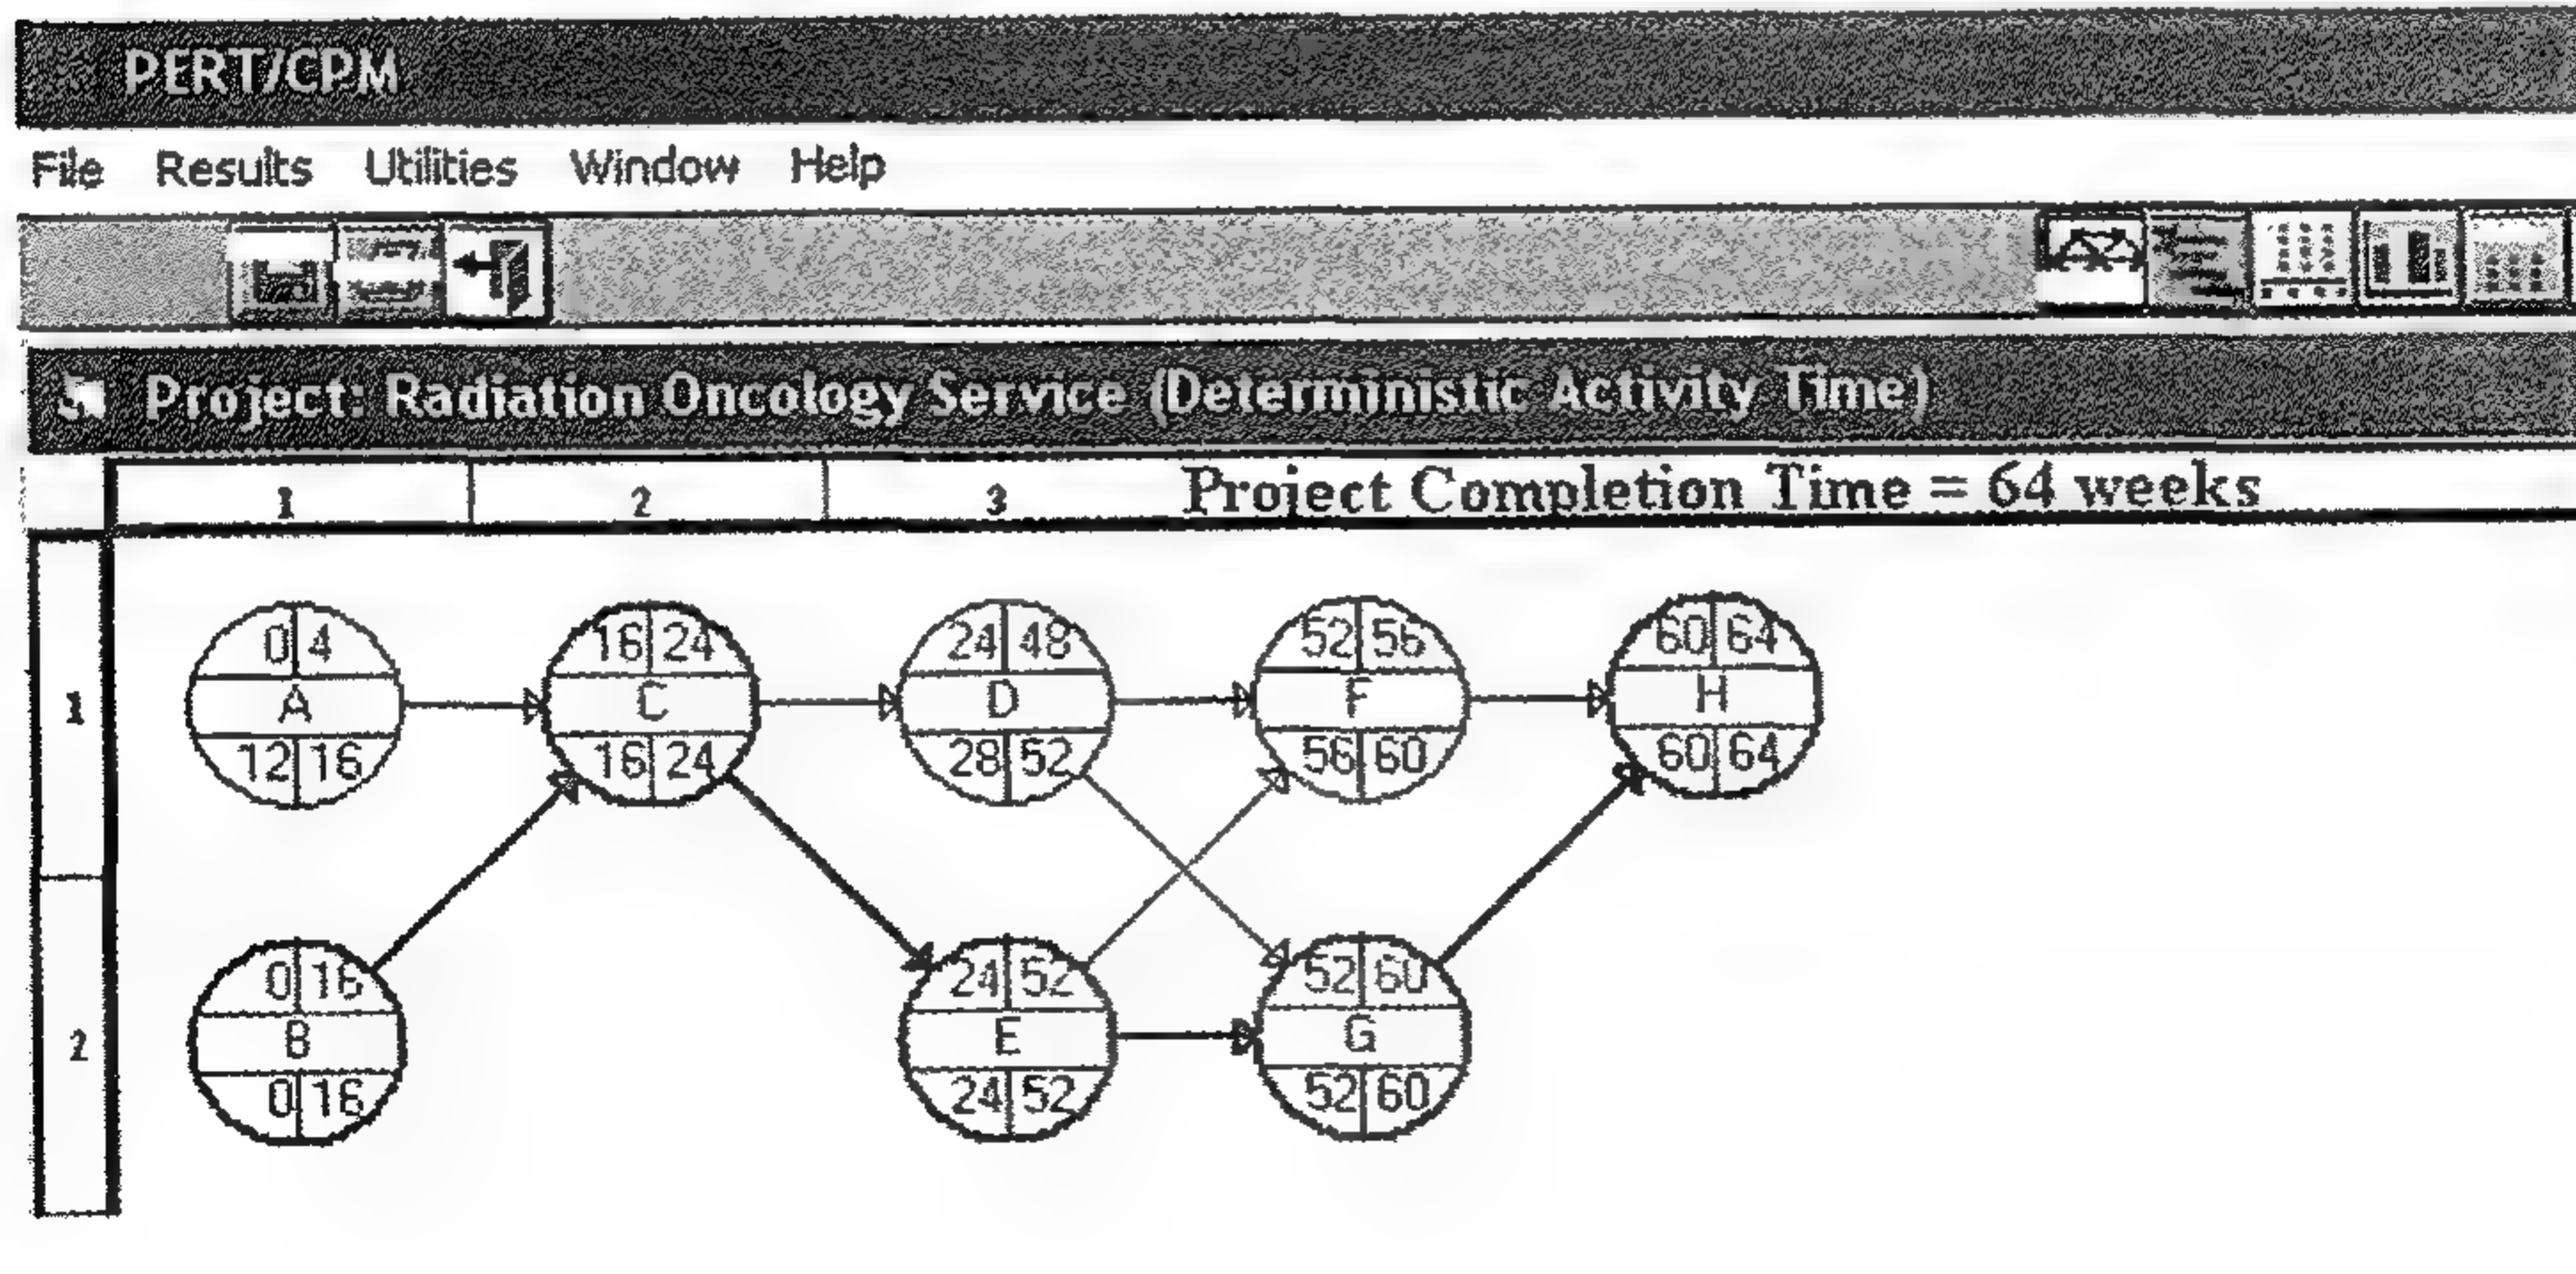 PERT/CPM
File Results Utilities Window Help
Project: Radiation Oncology Service (Deterministic Activity Time)
1 2 3 Project Completion Time = 64 weeks
1
0 4 16 24 24 48 52 56 60 64
A C D F H
12 16 16 24 28 52 56 60 60 64
2
0 16 24 52 52 60
B E G
0 16 24 52 52 60